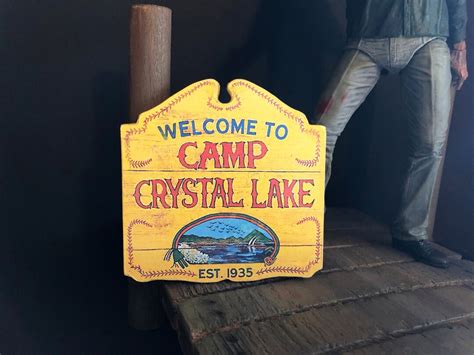 WELCOME TO
CAMP
CRYSTAL LAKE
EST. 1935